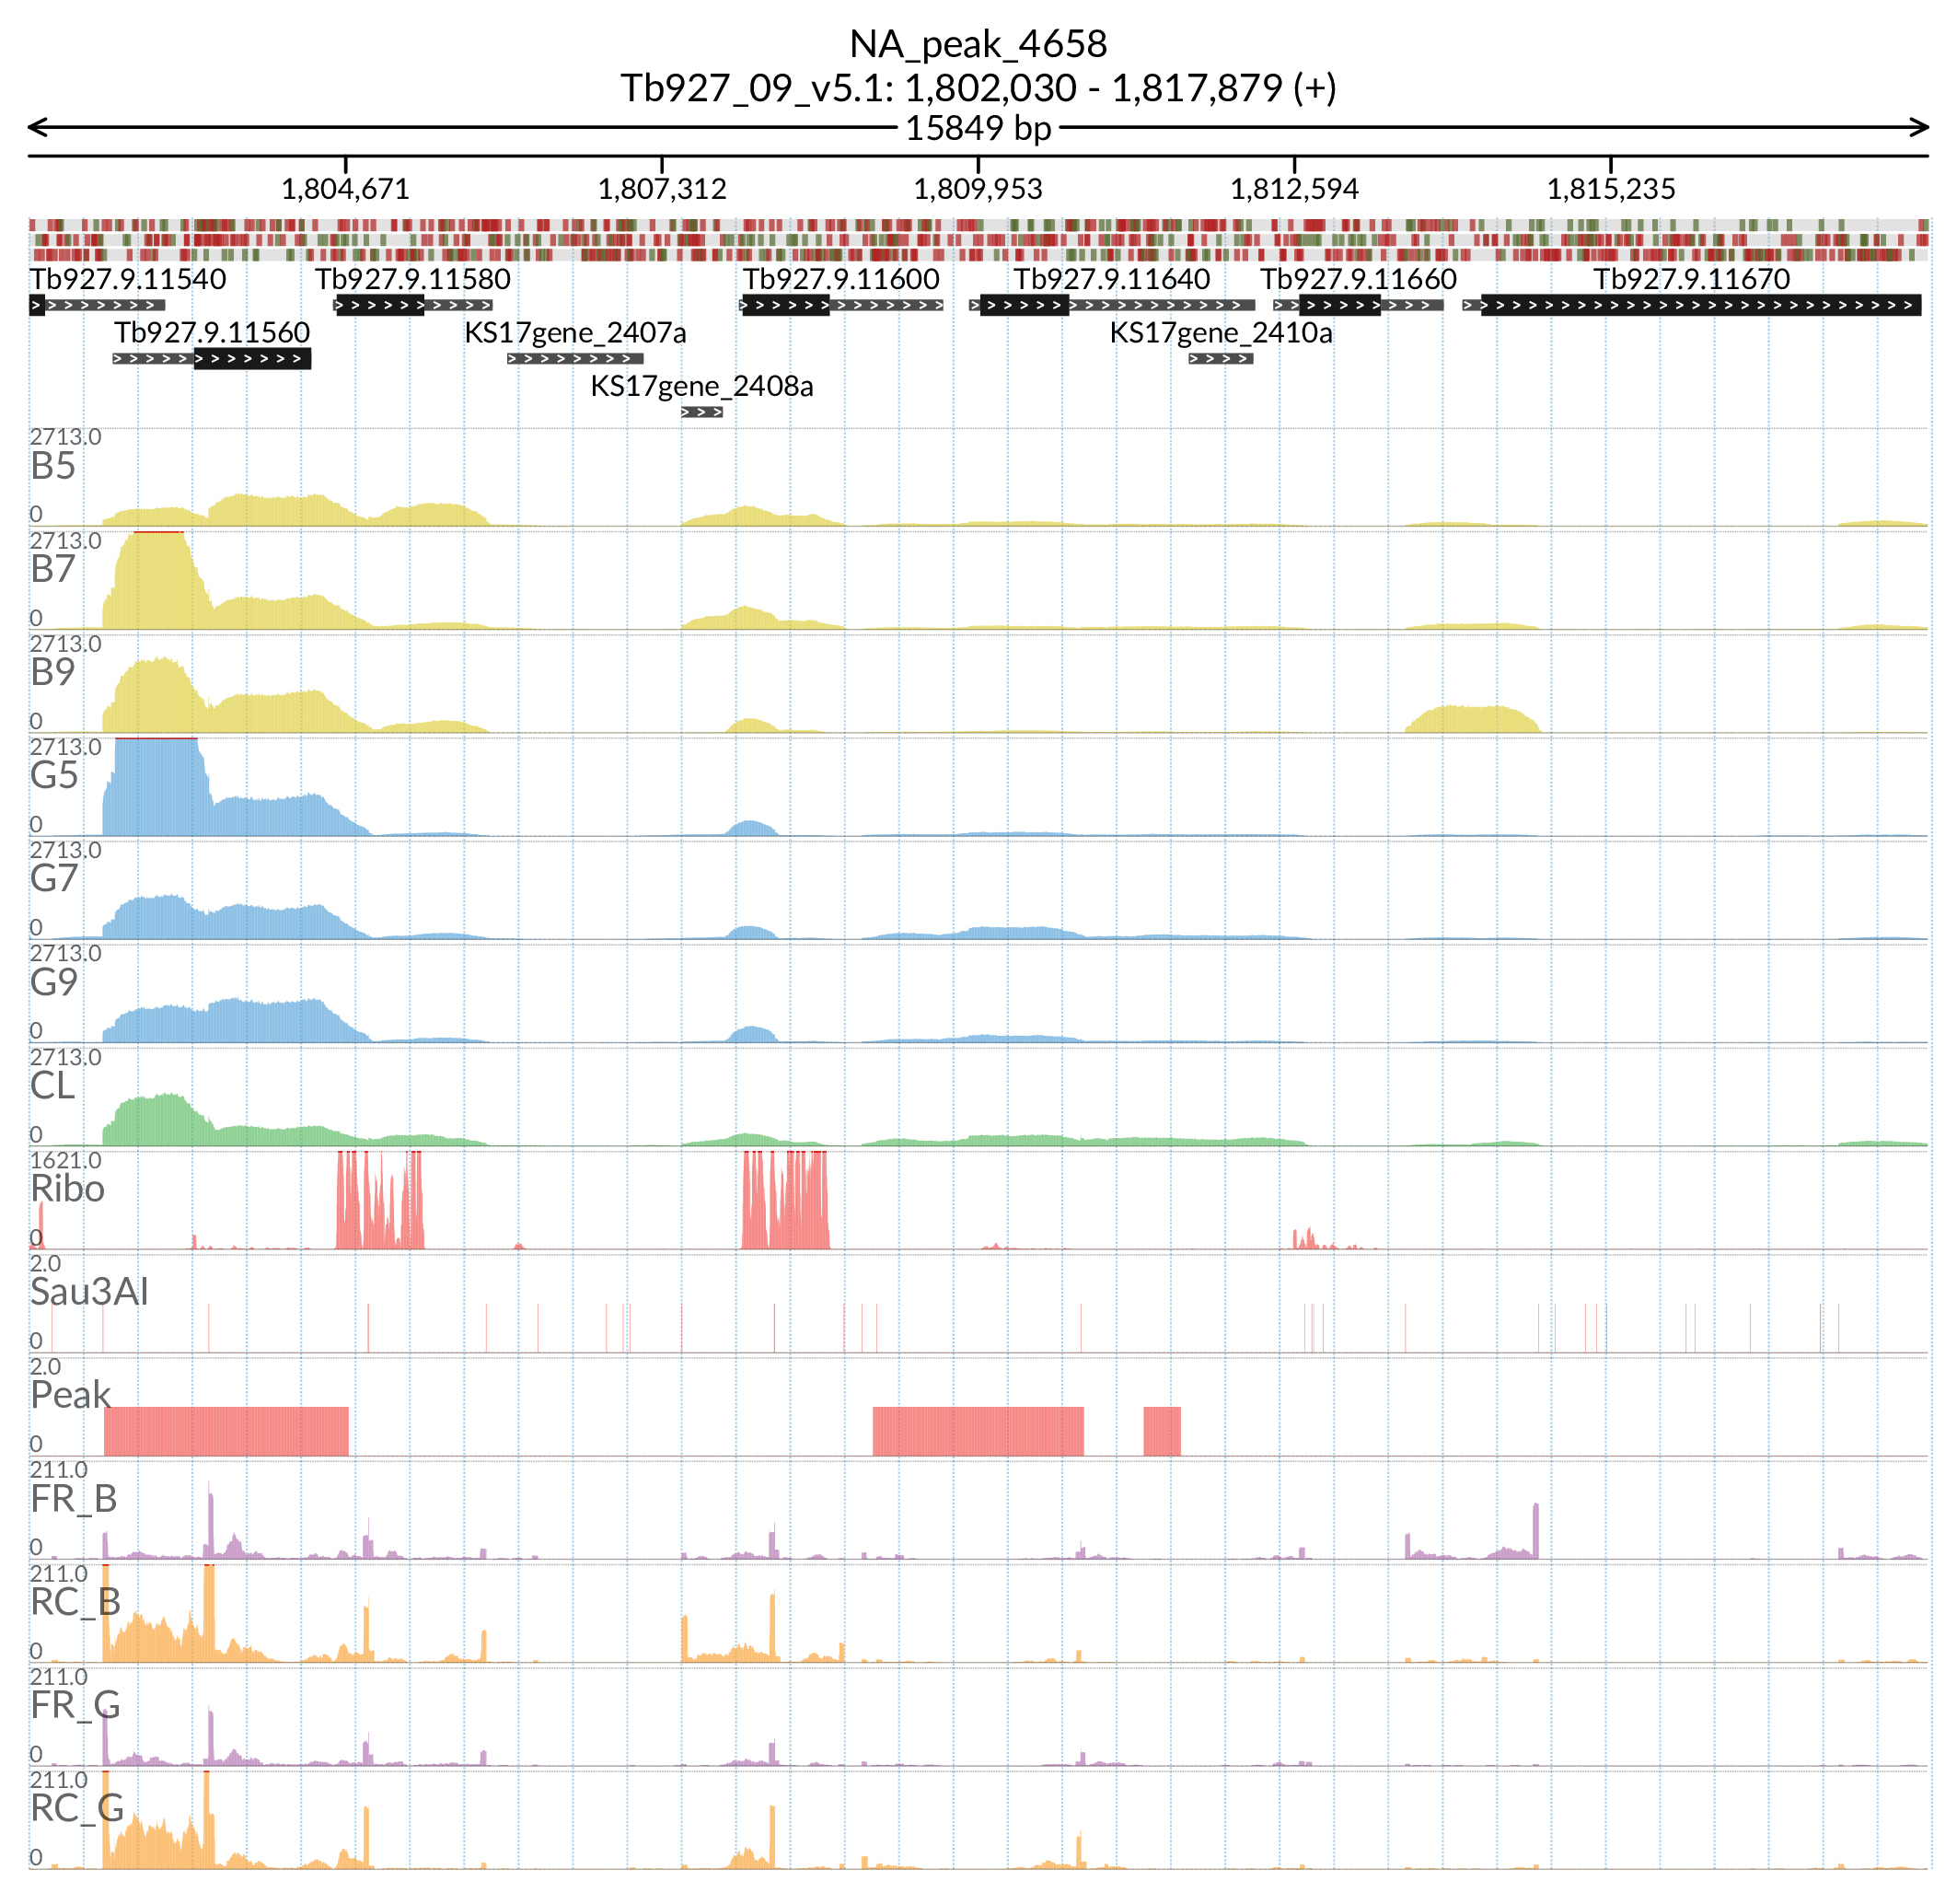 NA_peak_4658
Tb927_09_v5.1: 1,802,030 - 1,817,879 (+)
15849 bp
1,804,671 1,807,312 1,809,953 1,812,594 1,815,235
Tb927.9.11540 Tb927.9.11580 Tb927.9.11600 Tb927.9.11640 Tb927.9.11660 Tb927.9.11670
Tb927.9.11560 KS17gene_2407a KS17gene_2410a
KS17gene_2408a
2713.0
B5
0
2713.0
B7
0
2713.0
B9
0
2713.0
G5
0
2713.0
G7
0
2713.0
G9
0
2713.0
CL
0
1621.0
Ribo
0
2.0
Sau3AI
0
2.0
Peak
0
211.0
FR_B
0
211.0
RC_B
0
211.0
FR_G
0
211.0
RC_G
0